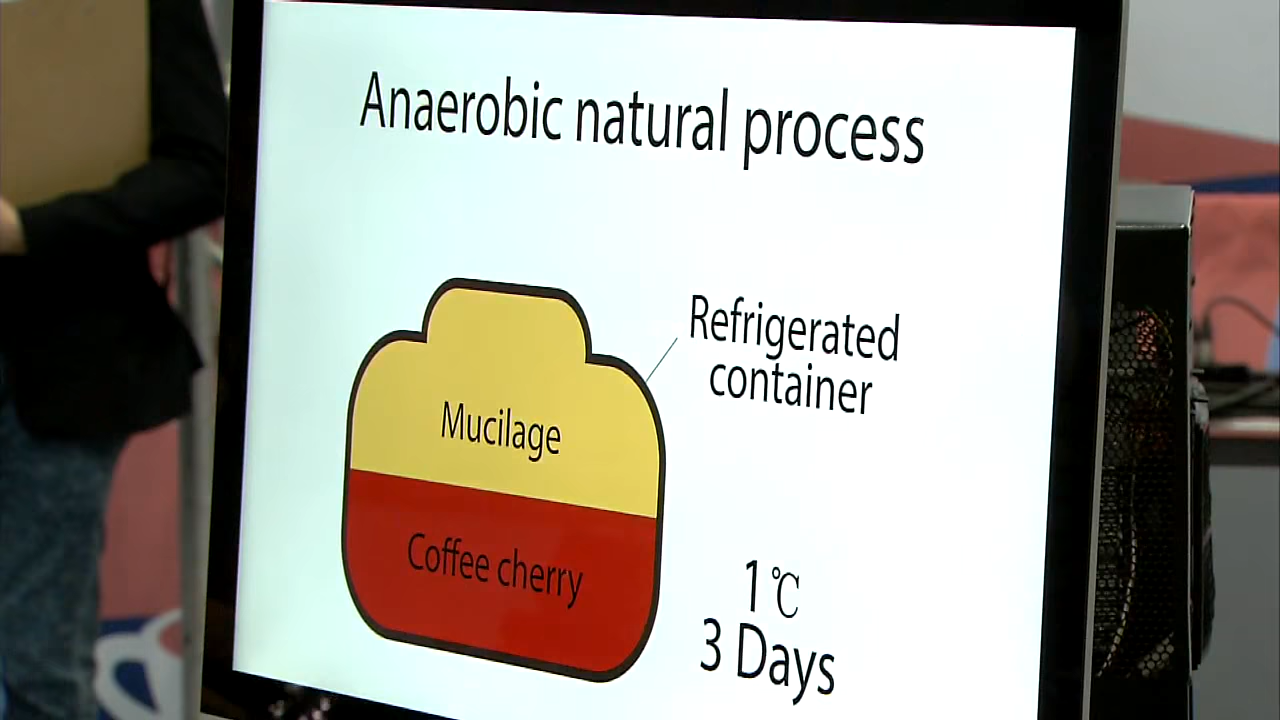 Anaerobic natural process
Refrigerated
container
Mucilage
Coffee cherry
1℃
3 Days